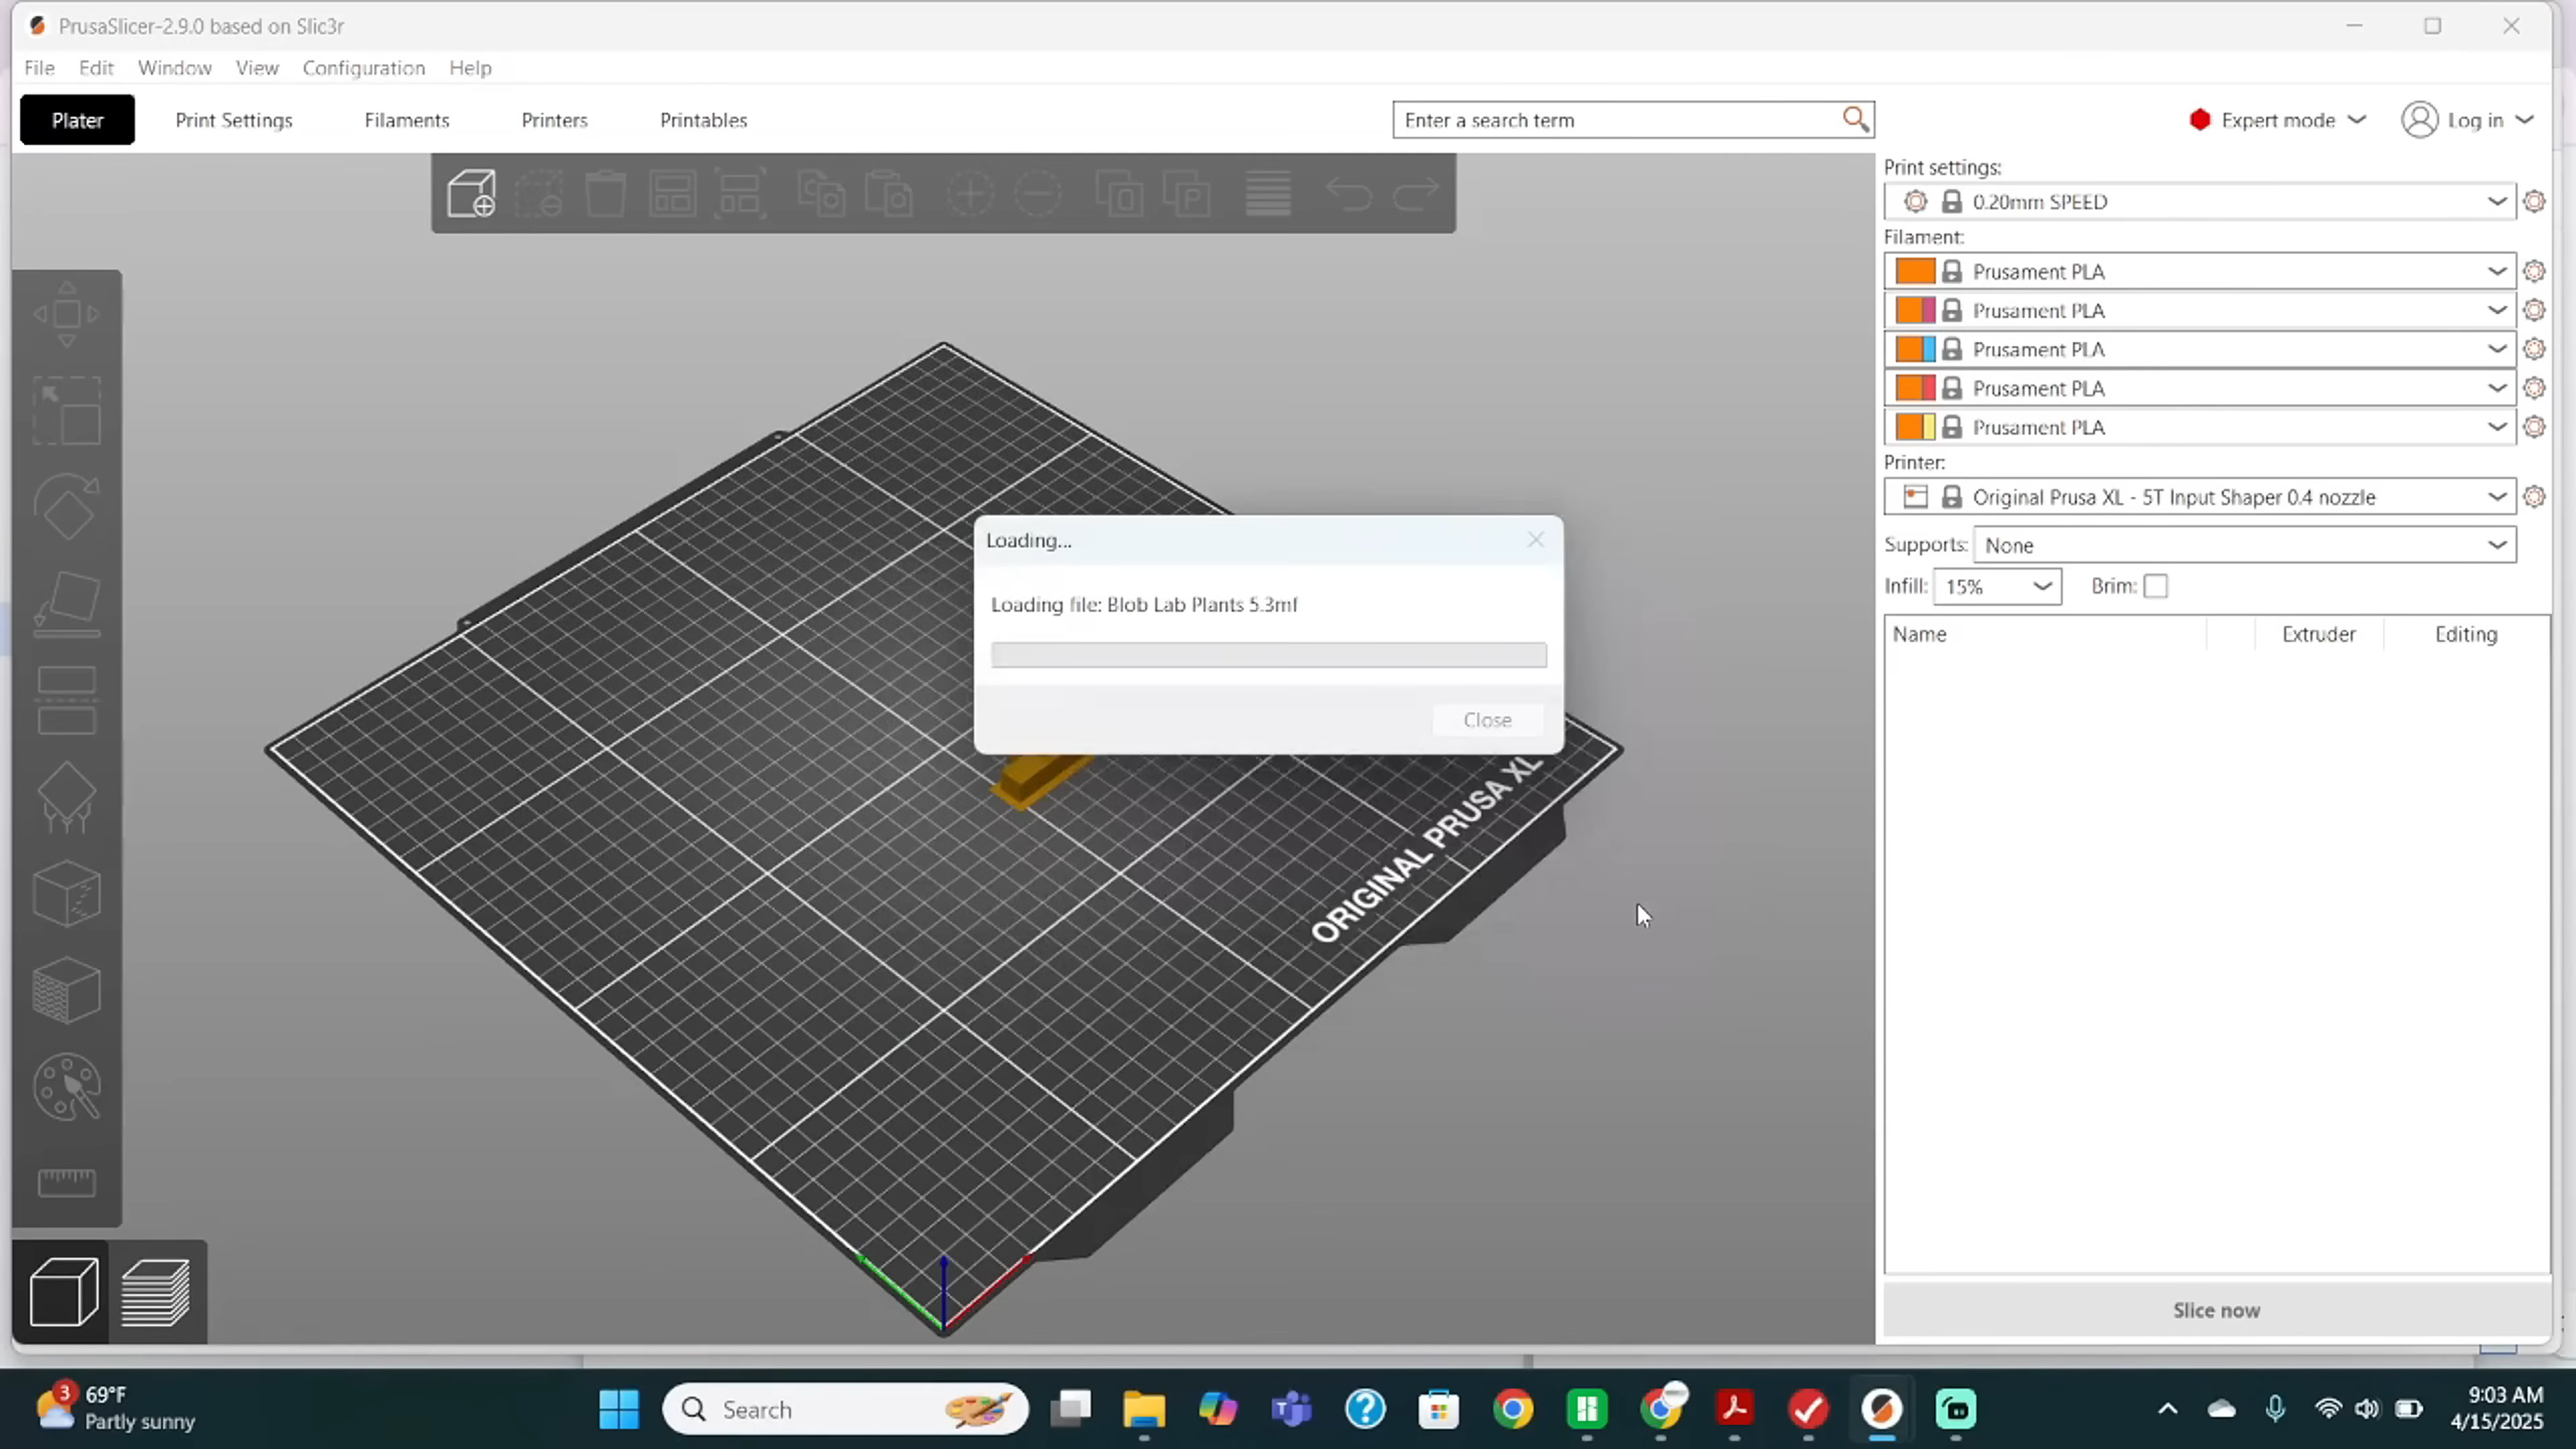 PrusaSlicer-2.9.0 based on Slic3r
File Edit Window View Configuration Help
Plater Print Settings Filaments Printers Printables Enter a search term Expert mode Log in
Print settings:
0.20mm SPEED
Filament:
Prusament PLA
Prusament PLA
Prusament PLA
Prusament PLA
Prusament PLA
Printer:
Original Prusa XL - 5T Input Shaper 0.4 nozzle
Supports: None
Infill: 15% Brim:
Name Extruder Editing
Loading...
Loading file: Blob Lab Plants 5.3mf
Close
ORIGINAL PRUSA XL
Slice now
3 69°F
Partly sunny
Search
9:03 AM
4/15/2025